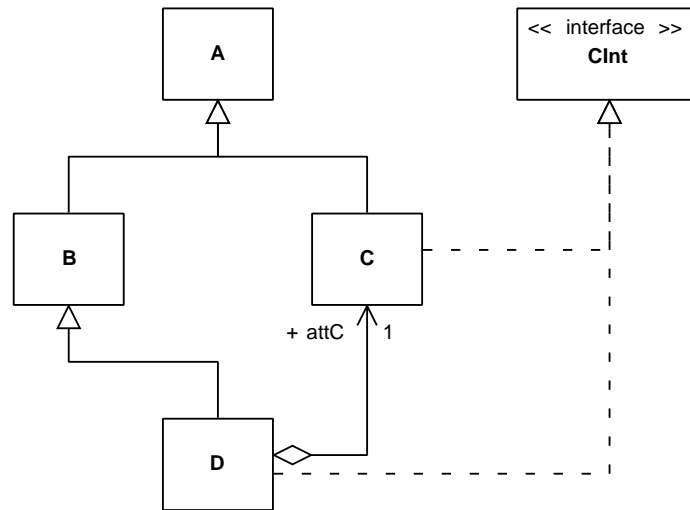 A
<< interface >>
CInt
B
C
+ attC
1
D